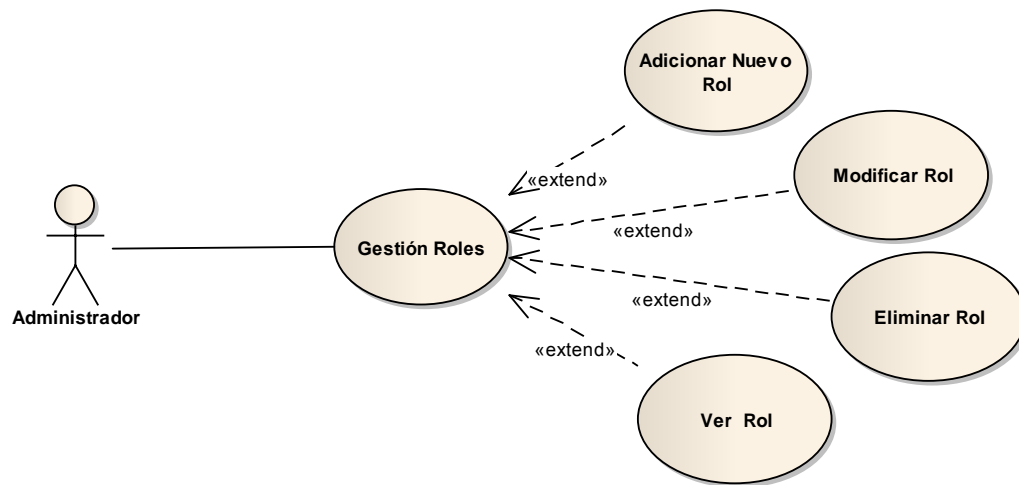 Adicionar Nuevo
Rol
«extend»
Modificar Rol
«extend»
Gestión Roles
Administrador
«extend»
Eliminar Rol
«extend»
Ver Rol